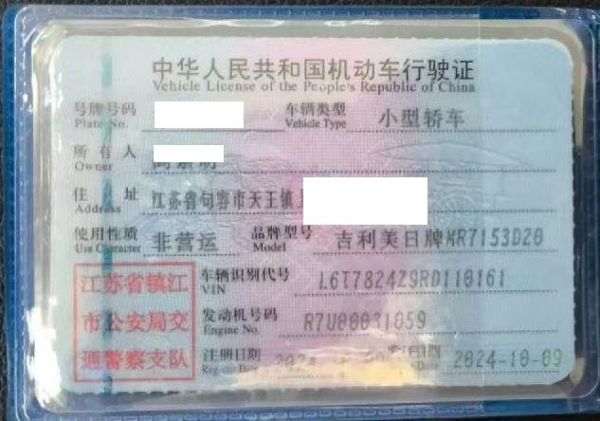 中华人民共和国机动车行驶证
Vehicle License of the People's Republic of China
号牌号码 Plate No. 车辆类型 Vehicle Type 小型轿车
所有人 Owner
住址 Address 江苏省句容市天王镇
使用性质 Use Character 非营运 品牌型号 Model 吉利美日牌MR7153D20
江苏省镇江市公安局交通警察支队
车辆识别代号 VIN L6T7824Z9RD110161
发动机号码 Engine No. R7U00031059
注册日期 Register Date 2024 发证日期 2024-10-09